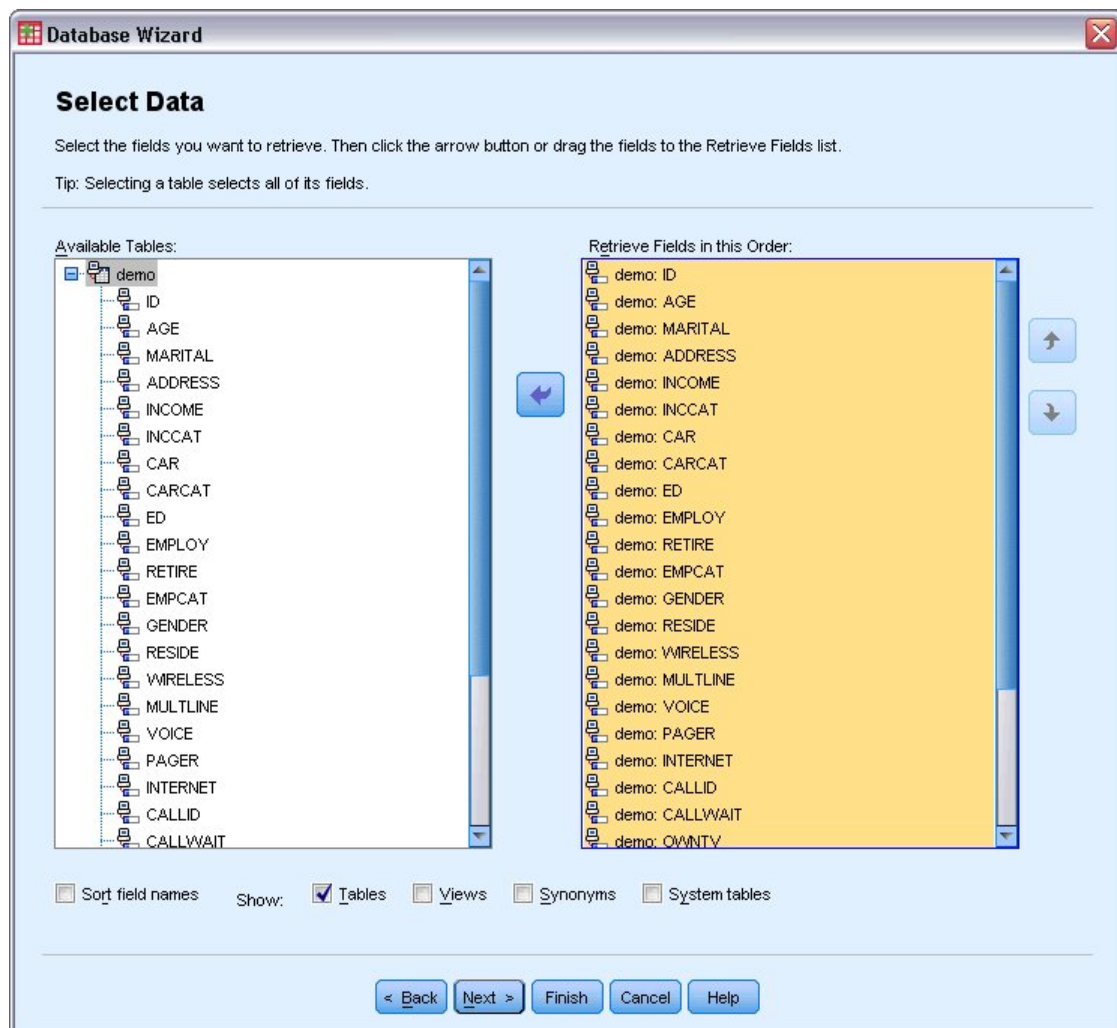 Database Wizard
Select Data
Select the fields you want to retrieve. Then click the arrow button or drag the fields to the Retrieve Fields list.
Tip: Selecting a table selects all of its fields.
Available Tables:
demo
ID
AGE
MARITAL
ADDRESS
INCOME
INCCAT
CAR
CARCAT
ED
EMPLOY
RETIRE
EMPCAT
GENDER
RESIDE
WIRELESS
MULTLINE
VOICE
PAGER
INTERNET
CALLID
CALLWAIT
Retrieve Fields in this Order:
demo: ID
demo: AGE
demo: MARITAL
demo: ADDRESS
demo: INCOME
demo: INCCAT
demo: CAR
demo: CARCAT
demo: ED
demo: EMPLOY
demo: RETIRE
demo: EMPCAT
demo: GENDER
demo: RESIDE
demo: WIRELESS
demo: MULTLINE
demo: VOICE
demo: PAGER
demo: INTERNET
demo: CALLID
demo: CALLWAIT
demo: OWNTV
Sort field names Show: Tables Views Synonyms System tables
< Back Next > Finish Cancel Help